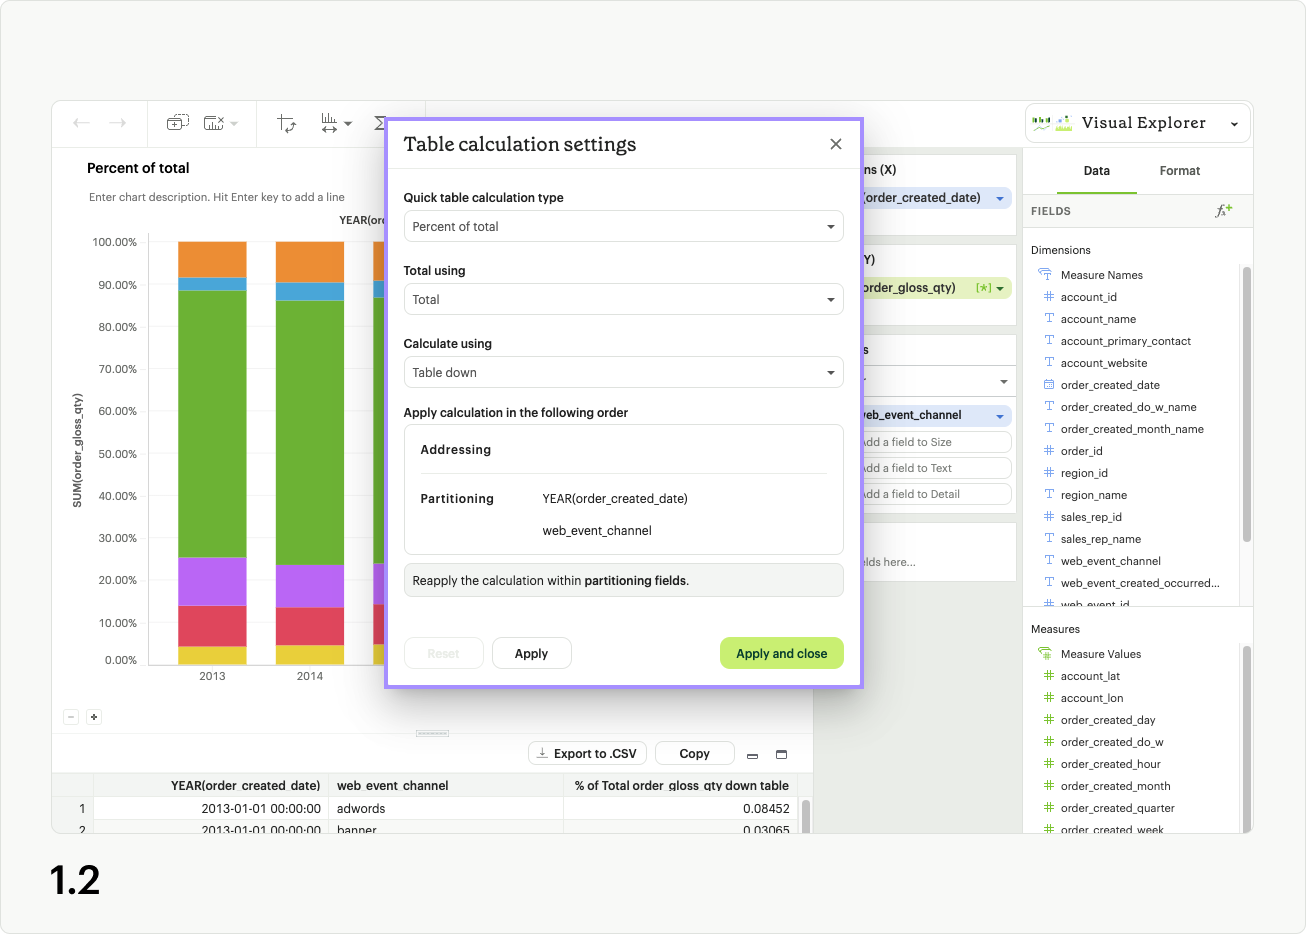 Visual Explorer
Percent of total
Enter chart description. Hit Enter key to add a line
SUM(order_gloss_qty)
100.00%
90.00%
80.00%
70.00%
60.00%
50.00%
40.00%
30.00%
20.00%
10.00%
0.00%
2013
2014
Table calculation settings
Quick table calculation type
Percent of total
Total using
Total
Calculate using
Table down
Apply calculation in the following order
Addressing
Partitioning
YEAR(order_created_date)
web_event_channel
Reapply the calculation within partitioning fields.
Reset
Apply
Apply and close
(X)
(order_created_date)
Y)
order_gloss_qty) [*]
web_event_channel
Add a field to Size
Add a field to Text
Add a field to Detail
here...
Data
Format
FIELDS
Dimensions
Measure Names
account_id
account_name
account_primary_contact
account_website
order_created_date
order_created_do_w_name
order_created_month_name
order_id
region_id
region_name
sales_rep_id
sales_rep_name
web_event_channel
web_event_created_occurred...
web_event_id
Measures
Measure Values
account_lat
account_lon
order_created_day
order_created_do_w
order_created_hour
order_created_month
order_created_quarter
order_created_week
Export to .CSV
Copy
YEAR(order_created_date) web_event_channel % of Total order_gloss_qty down table
1 2013-01-01 00:00:00 adwords 0.08452
2 2013-01-01 00:00:00 banner 0.03065
1.2